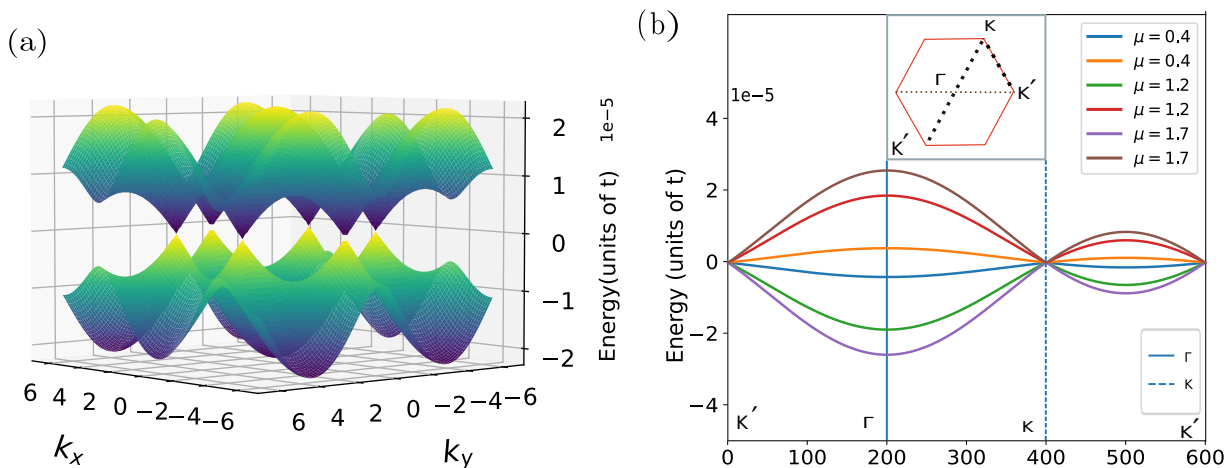 (a)
2
1
0
−1
−2
Energy(units of t)
1e−5
6 4 2 0 −2 −4 −6
kx
6 4 2 0 −2 −4 −6
ky
(b)
1e−5
4
2
0
−2
−4
Energy (units of t)
K
Γ
K′
K′
μ = 0.4
μ = 0.4
μ = 1.2
μ = 1.2
μ = 1.7
μ = 1.7
Γ
K
K′ Γ K K′
0 100 200 300 400 500 600